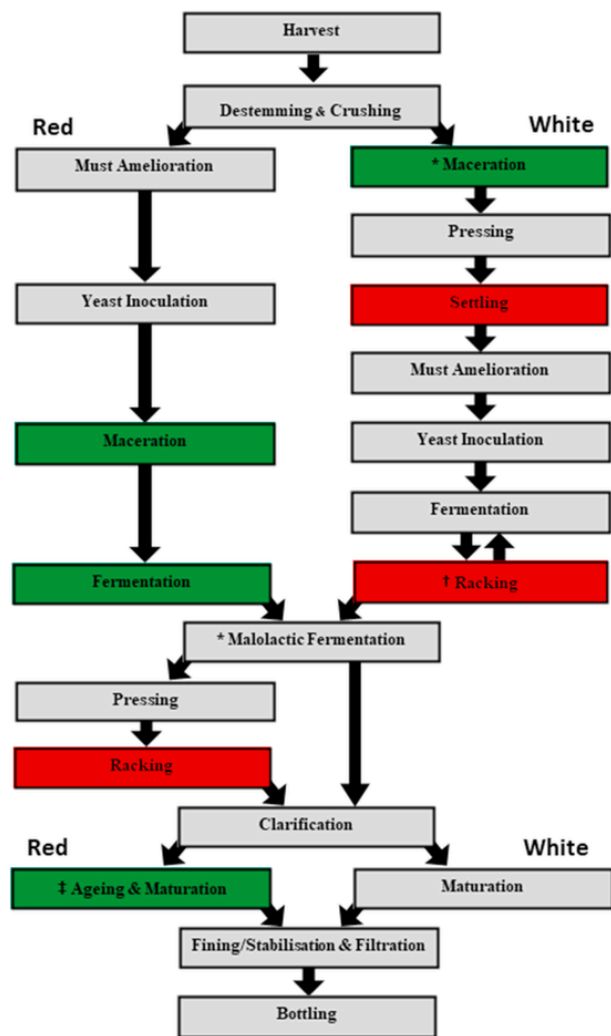 Harvest
Destemming & Crushing
Red
White
Must Amelioration
* Maceration
Pressing
Yeast Inoculation
Settling
Must Amelioration
Maceration
Yeast Inoculation
Fermentation
Fermentation
† Racking
* Malolactic Fermentation
Pressing
Racking
Clarification
Red
White
‡ Ageing & Maturation
Maturation
Fining/Stabilisation & Filtration
Bottling